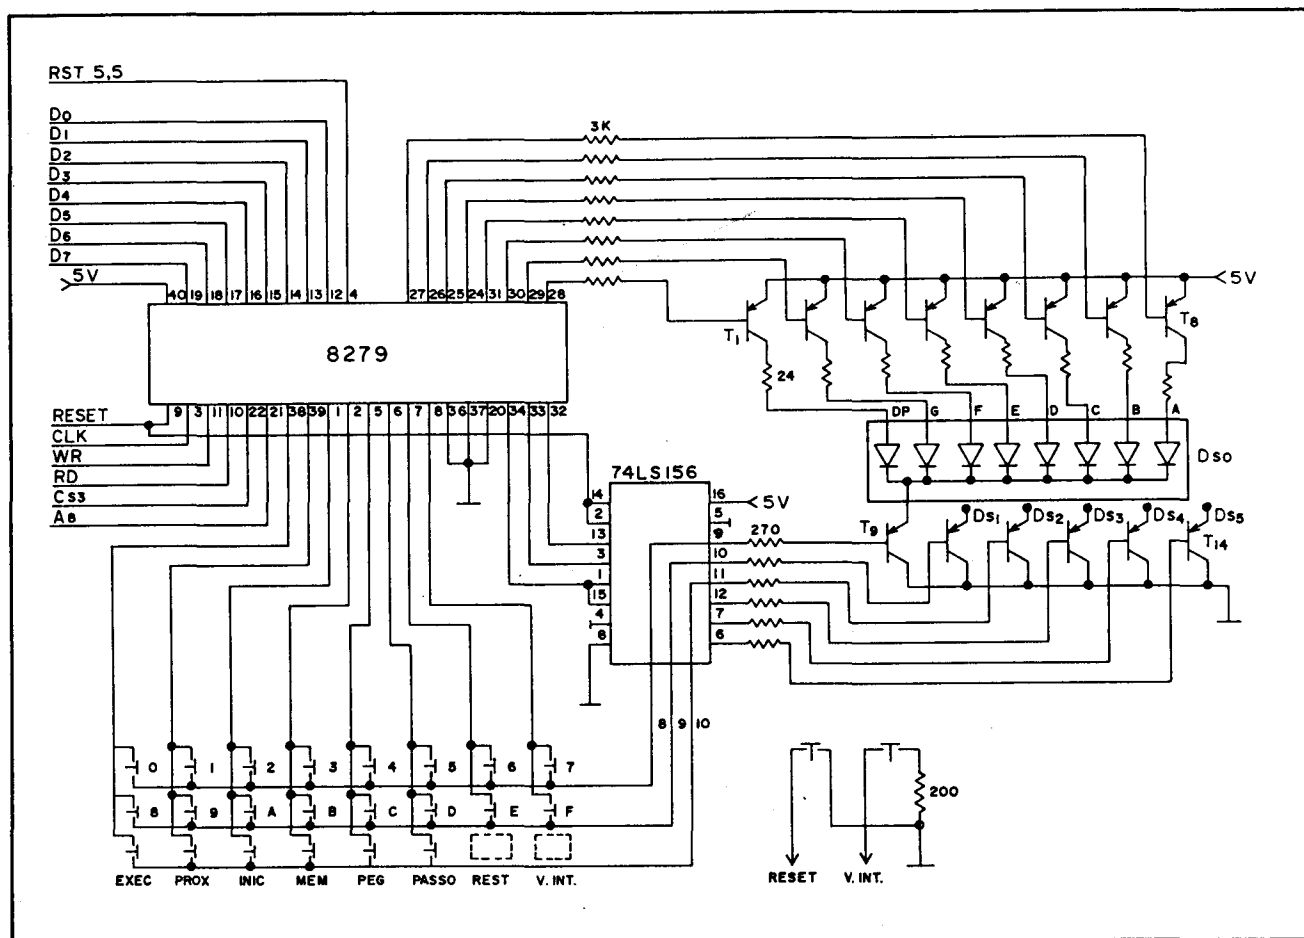 RST 5,5
D0
D1
D2
D3
D4
D5
D6
D7
5V
3K
40 19 18 17 16 15 14 13 12 4
27 26 25 24 31 30 29 28
8279
5V
T1
T8
24
RESET
CLK
WR
RD
CS3
A8
9 3 11 10 22 21 38 39 1 2 5 6 7 8 36 37 20 34 33 32
DP G F E D C B A
DS0
74LS156
14
2
13
3
1
15
4
8
16
5
9
10
11
12
7
6
5V
270
T9
DS1
DS2
DS3
DS4
DS5
T14
8 9 10
0 1 2 3 4 5 6 7
8 9 A B C D E F
EXEC PROX INIC MEM PEG PASSO REST V. INT.
200
RESET V. INT.